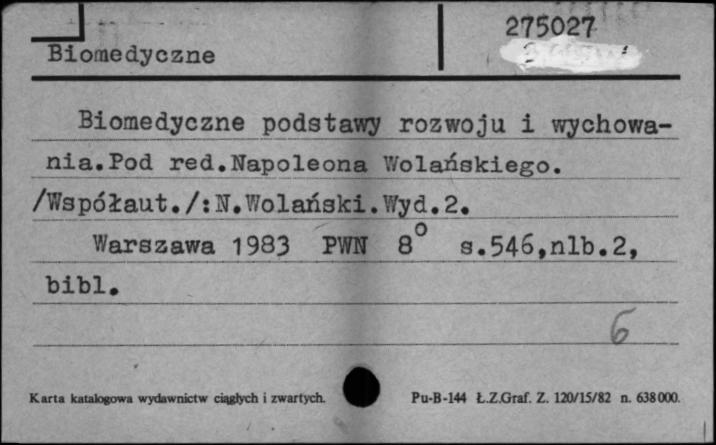 275027
Biomedyczne
Biomedyczne podstawy rozwoju i wychowa-
nia.Pod red.Napoleona Wolańskiego.
/Współaut./:N.Wolański.Wyd.2.
Warszawa 1983 PWN 8° s.546,nlb.2,
bibl.
6
Karta katalogowa wydawnictw ciągłych i zwartych.
Pu-B-144 Ł.Z.Graf. Z. 120/15/82 n. 638000.